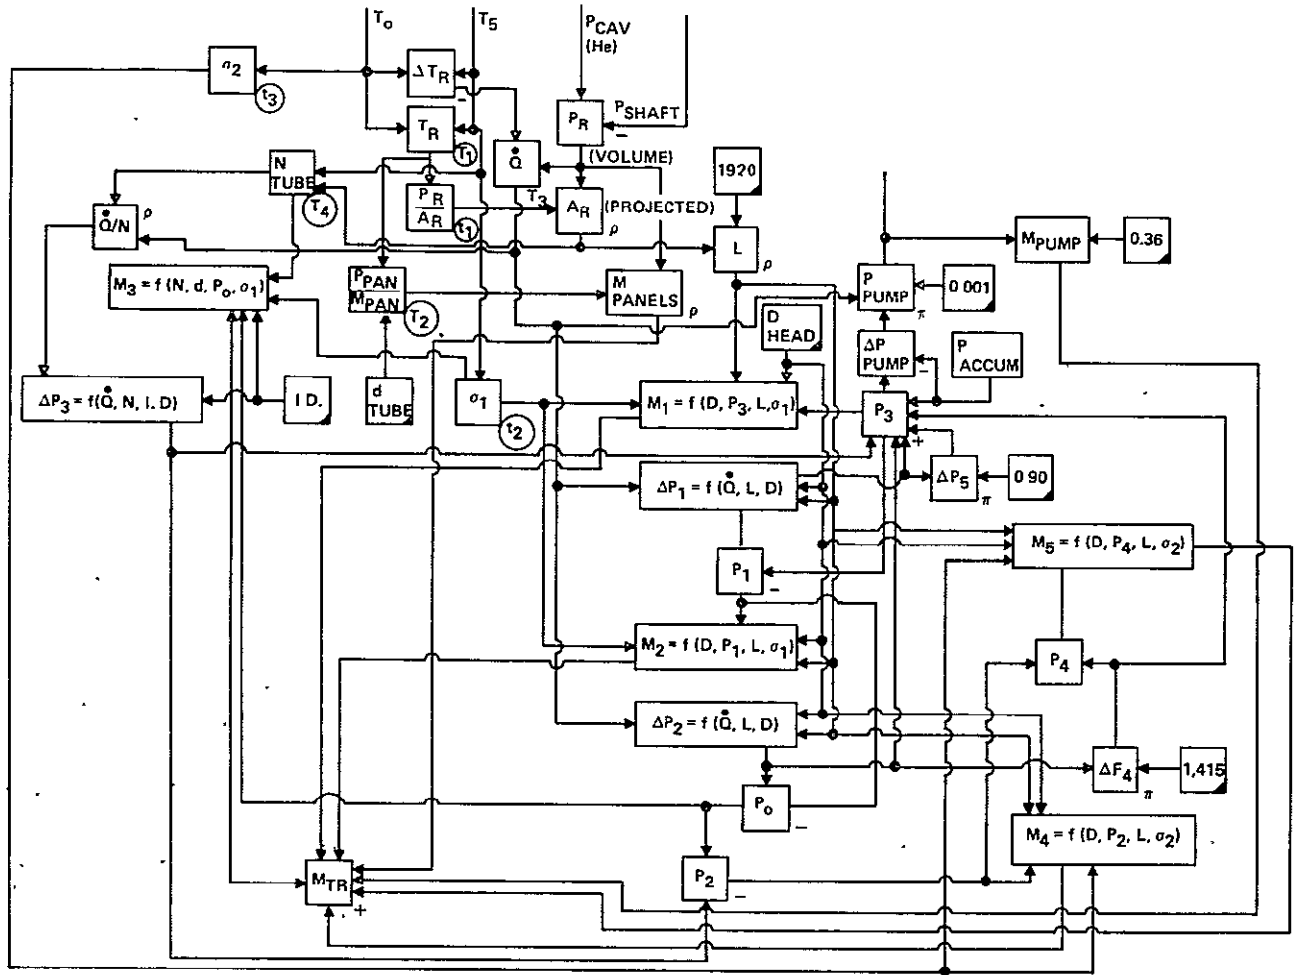 T₀ T₅ P_CAV
(He)
σ₂
t₃
Δ T_R
–
P_R
P_SHAFT
–
T_R
T₁
(VOLUME)
N
TUBE
T₄
Q̇
1920
P_R
A_R
t₁
T₃
A_R
(PROJECTED)
ρ
Q̇/N
ρ
L
ρ
M_PUMP
0.36
M₃ = f (N, d, P₀, σ₁)
P_PAN
M_PAN
T₂
M
PANELS
ρ
P
PUMP
π
0 001
D
HEAD
ΔP
PUMP
–
P
ACCUM
ΔP₃ = f(Q̇, N, I. D)
I D.
d
TUBE
σ₁
t₂
M₁ = f (D, P₃, L, σ₁)
P₃
+
ΔP₁ = f (Q̇, L, D)
ΔP₅
π
0 90
M₅ = f (D, P₄, L, σ₂)
P₁
–
M₂ = f (D, P₁, L, σ₁)
P₄
ΔP₂ = f (Q̇, L, D)
ΔF₄
π
1,415
P₀
–
M₄ = f (D, P₂, L, σ₂)
M_TR
+
P₂
–